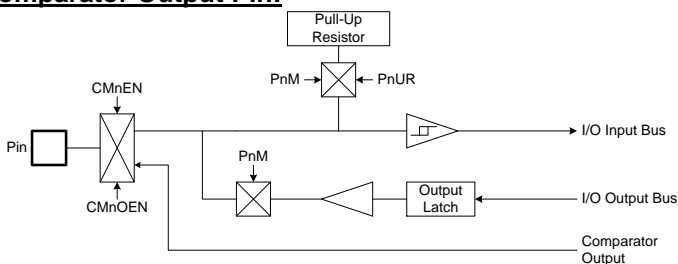 Comparator Output Pin:
Pull-Up
Resistor
PnM
PnUR
CMnEN
Pin
I/O Input Bus
PnM
CMnOEN
Output
Latch
I/O Output Bus
Comparator
Output